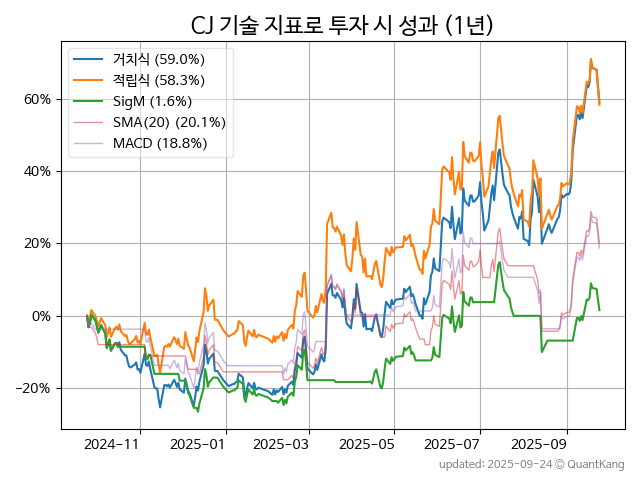 CJ 기술 지표로 투자 시 성과 (1년)
거치식 (59.0%)
적립식 (58.3%)
SigM (1.6%)
SMA(20) (20.1%)
MACD (18.8%)
60%
40%
20%
0%
−20%
2024−11 2025−01 2025−03 2025−05 2025−07 2025−09
updated: 2025-09-24 © QuantKang